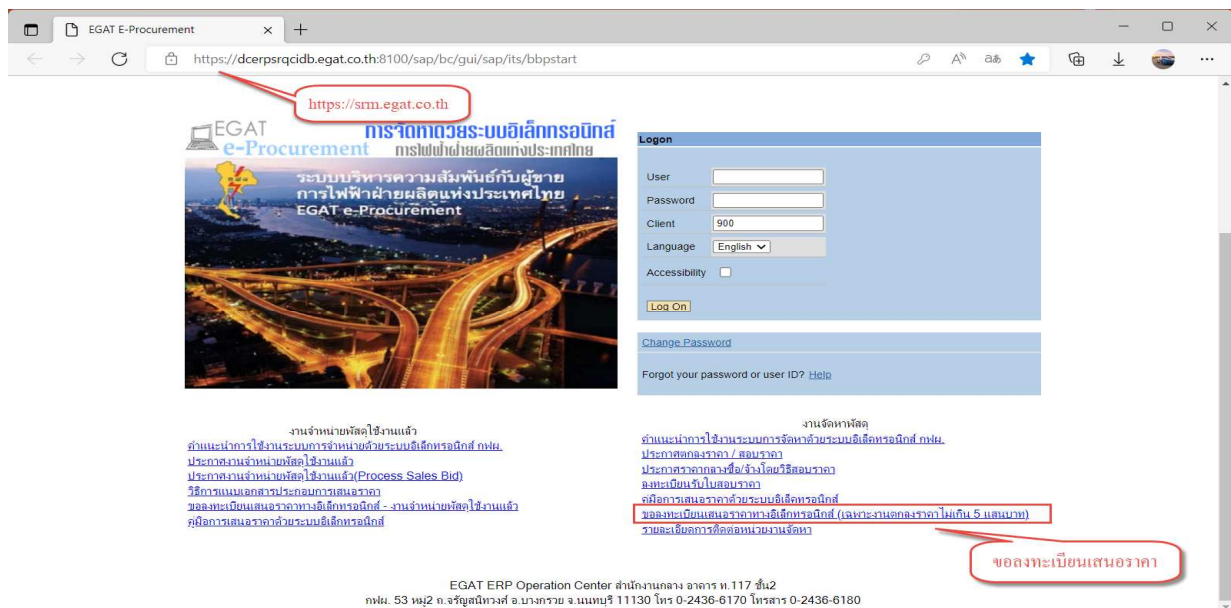 EGAT E-Procurement
https://dcerpsrqcidb.egat.co.th:8100/sap/bc/gui/sap/its/bbpstart
https://srm.egat.co.th
EGAT
e-Procurement
การจัดหาด้วยระบบอิเล็กทรอนิกส์
การไฟฟ้าฝ่ายผลิตแห่งประเทศไทย
ระบบบริหารความสัมพันธ์กับผู้ขาย
การไฟฟ้าฝ่ายผลิตแห่งประเทศไทย
EGAT e-Procurement
Logon
User
Password
Client 900
Language English
Accessibility
Log On
Change Password
Forgot your password or user ID? Help
งานจำหน่ายพัสดุใช้งานแล้ว
คำแนะนำการใช้งานระบบการจำหน่ายด้วยระบบอิเล็กทรอนิกส์ กฟผ.
ประกาศงานจำหน่ายพัสดุใช้งานแล้ว
ประกาศงานจำหน่ายพัสดุใช้งานแล้ว(Process Sales Bid)
วิธีการแนบเอกสารประกอบการเสนอราคา
ขอลงทะเบียนเสนอราคาทางอิเล็กทรอนิกส์ - งานจำหน่ายพัสดุใช้งานแล้ว
คู่มือการเสนอราคาด้วยระบบอิเล็กทรอนิกส์
งานจัดหาพัสดุ
คำแนะนำการใช้งานระบบการจัดหาด้วยระบบอิเล็กทรอนิกส์ กฟผ.
ประกาศตกลงราคา / สอบราคา
ประกาศราคากลางซื้อ/จ้างโดยวิธีสอบราคา
ลงทะเบียนรับใบสอบราคา
คู่มือการเสนอราคาด้วยระบบอิเล็กทรอนิกส์
ขอลงทะเบียนเสนอราคาทางอิเล็กทรอนิกส์ (เฉพาะงานตกลงราคาไม่เกิน 5 แสนบาท)
รายละเอียดการติดต่อหน่วยงานจัดหา
ขอลงทะเบียนเสนอราคา
EGAT ERP Operation Center สำนักงานกลาง อาคาร ท.117 ชั้น2
กฟผ. 53 หมู่2 ถ.จรัญสนิทวงศ์ อ.บางกรวย จ.นนทบุรี 11130 โทร 0-2436-6170 โทรสาร 0-2436-6180